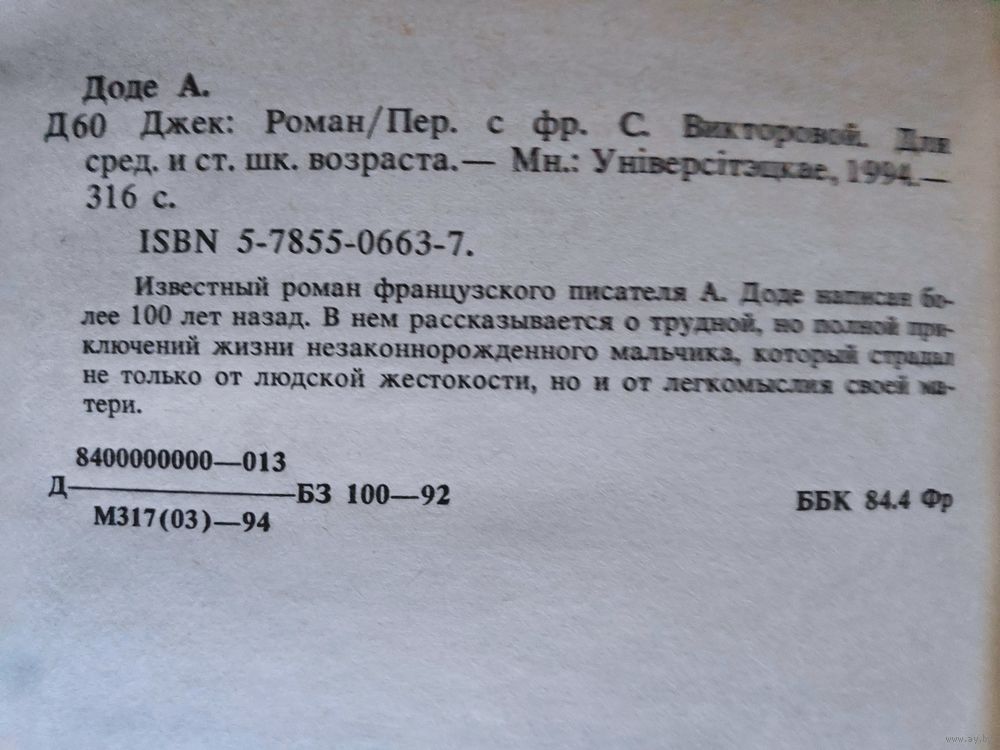 Доде А.
Д60 Джек: Роман/Пер. с фр. С. Викторовой. Для
сред. и ст. шк. возраста.— Мн.: Універсітэцкае, 1994.—
316 с.
ISBN 5-7855-0663-7.
Известный роман французского писателя А. Доде написан бо-
лее 100 лет назад. В нем рассказывается о трудной, но полной при-
ключений жизни незаконнорожденного мальчика, который страдал
не только от людской жестокости, но и от легкомыслия своей ма-
тери.
8400000000—013
Д————БЗ 100—92
М317(03)—94
ББК 84.4 Фр
www.ay.by